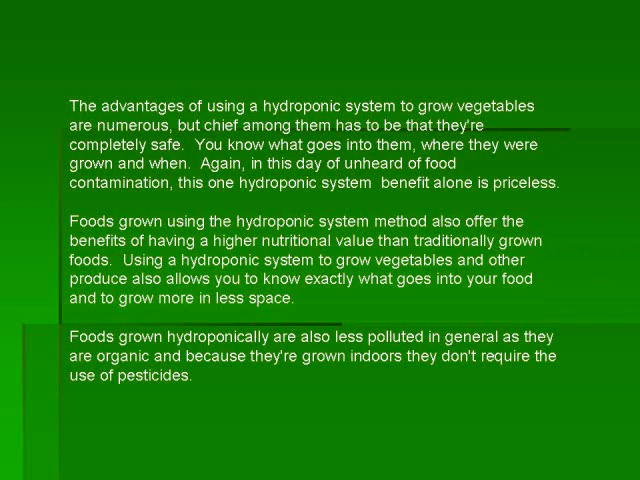 The advantages of using a hydroponic system to grow vegetables
are numerous, but chief among them has to be that they're
completely safe.  You know what goes into them, where they were
grown and when.  Again, in this day of unheard of food
contamination, this one hydroponic system  benefit alone is priceless.
Foods grown using the hydroponic system method also offer the
benefits of having a higher nutritional value than traditionally grown
foods.  Using a hydroponic system to grow vegetables and other
produce also allows you to know exactly what goes into your food
and to grow more in less space.
Foods grown hydroponically are also less polluted in general as they
are organic and because they're grown indoors they don't require the
use of pesticides.